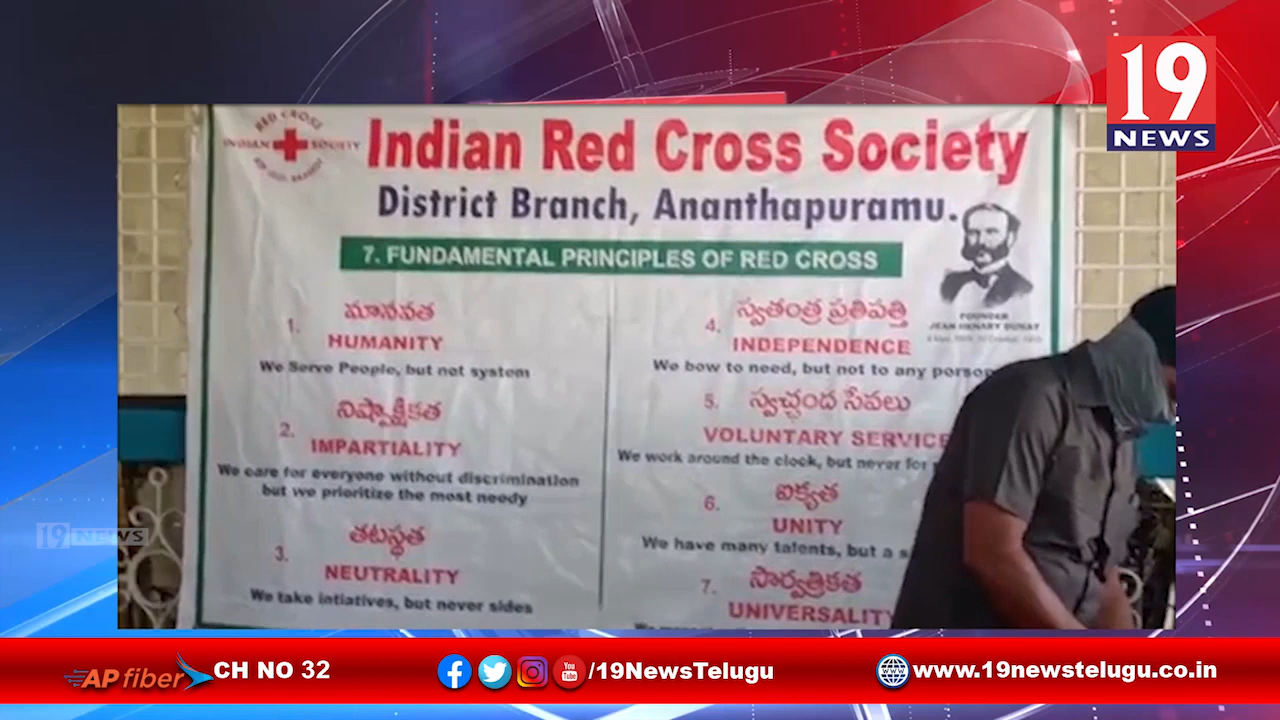 19
NEWS
RED CROSS
INDIAN SOCIETY
Indian Red Cross Society
District Branch, Ananthapuramu.
7. FUNDAMENTAL PRINCIPLES OF RED CROSS
1. మానవత
HUMANITY
We Serve People, but not system
2. నిష్పాక్షికత
IMPARTIALITY
We care for everyone without discrimination
but we prioritize the most needy
3. తటస్థత
NEUTRALITY
We take intiatives, but never sides
FOUNDER
JEAN HENARY DUNAT
4. స్వతంత్ర ప్రతిపత్తి
INDEPENDENCE
We bow to need, but not to any person
5. స్వచ్ఛంద సేవలు
VOLUNTARY SERVICE
We work around the clock, but never for
6. ఐక్యత
UNITY
We have many talents, but a
7. సార్వత్రికత
UNIVERSALITY
19 NEWS
AP fiber CH NO 32
You Tube
/19NewsTelugu
www.19newstelugu.co.in